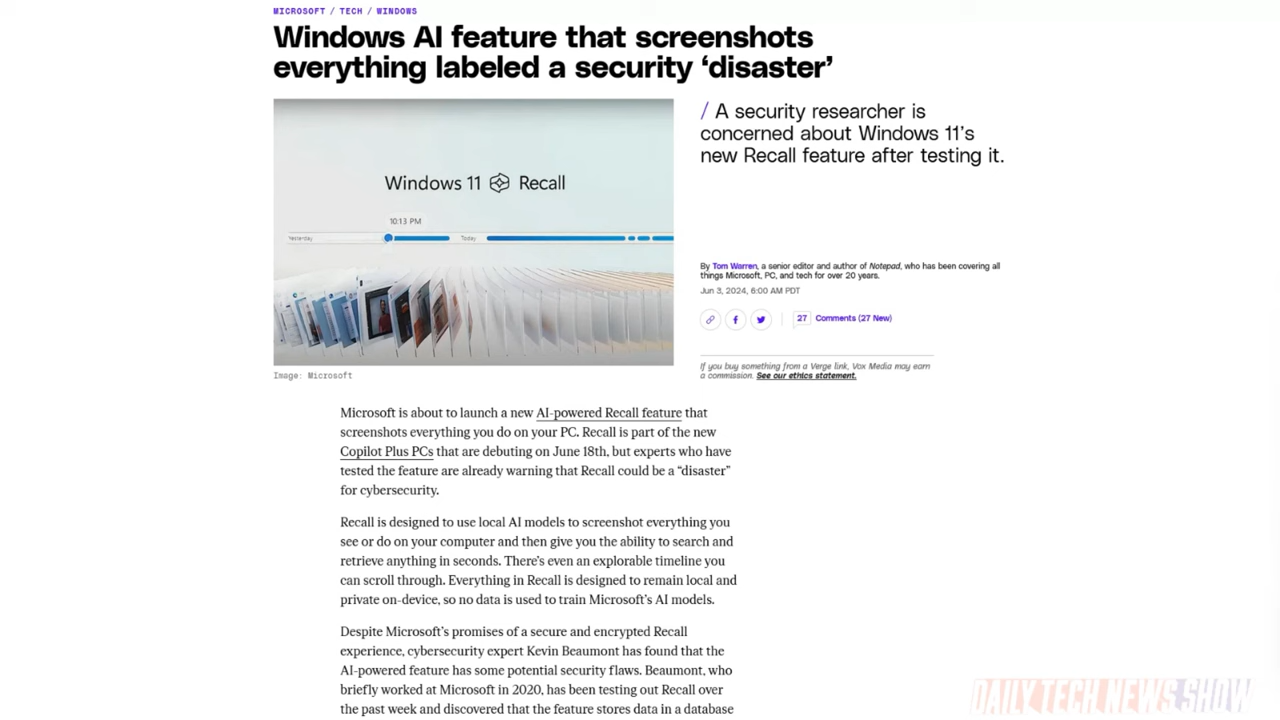 MICROSOFT / TECH / WINDOWS
Windows AI feature that screenshots
everything labeled a security ‘disaster’
/ A security researcher is
concerned about Windows 11’s
new Recall feature after testing it.
Windows 11 Recall
10:13 PM
Yesterday
Today
By Tom Warren, a senior editor and author of Notepad, who has been covering all
things Microsoft, PC, and tech for over 20 years.
Jun 3, 2024, 6:00 AM PDT
27 Comments (27 New)
If you buy something from a Verge link, Vox Media may earn
a commission. See our ethics statement.
Image: Microsoft
Microsoft is about to launch a new AI-powered Recall feature that
screenshots everything you do on your PC. Recall is part of the new
Copilot Plus PCs that are debuting on June 18th, but experts who have
tested the feature are already warning that Recall could be a “disaster”
for cybersecurity.
Recall is designed to use local AI models to screenshot everything you
see or do on your computer and then give you the ability to search and
retrieve anything in seconds. There’s even an explorable timeline you
can scroll through. Everything in Recall is designed to remain local and
private on-device, so no data is used to train Microsoft’s AI models.
Despite Microsoft’s promises of a secure and encrypted Recall
experience, cybersecurity expert Kevin Beaumont has found that the
AI-powered feature has some potential security flaws. Beaumont, who
briefly worked at Microsoft in 2020, has been testing out Recall over
the past week and discovered that the feature stores data in a database
DAILY TECH NEWS SHOW